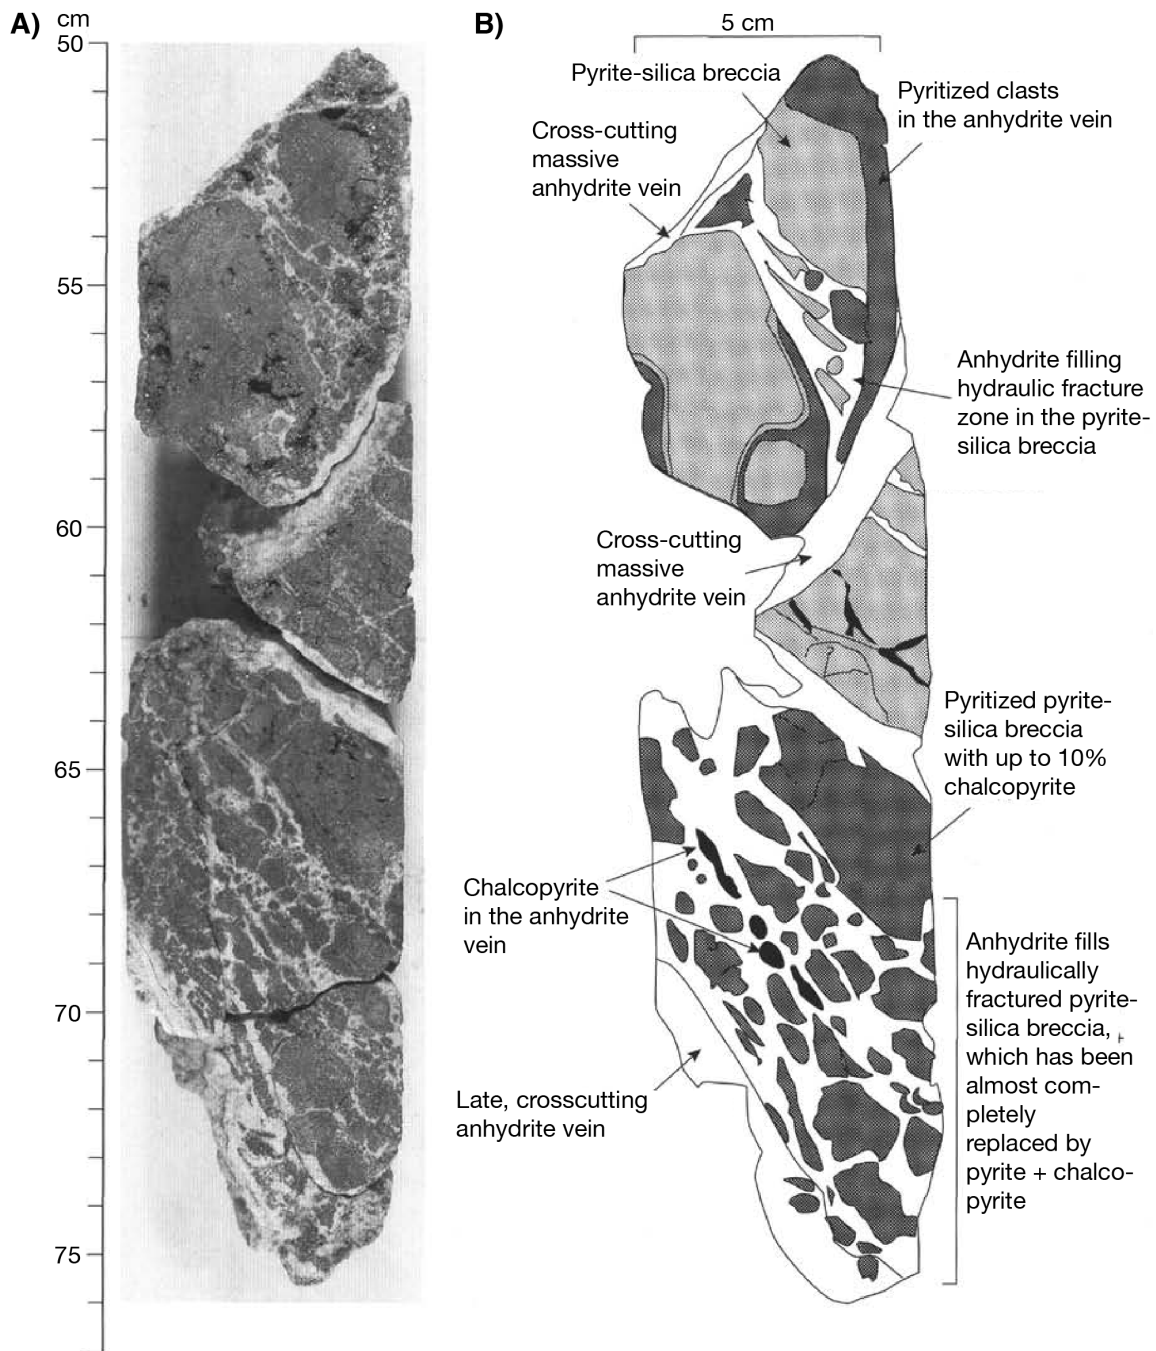 A)
cm
50
55
60
65
70
75
B)
5 cm
Pyrite-silica breccia
Pyritized clasts
in the anhydrite vein
Cross-cutting
massive
anhydrite vein
Anhydrite filling
hydraulic fracture
zone in the pyrite-
silica breccia
Cross-cutting
massive
anhydrite vein
Pyritized pyrite-
silica breccia
with up to 10%
chalcopyrite
Chalcopyrite
in the anhydrite
vein
Anhydrite fills
hydraulically
fractured pyrite-
silica breccia,
which has been
almost com-
pletely
replaced by
pyrite + chalco-
pyrite
Late, crosscutting
anhydrite vein